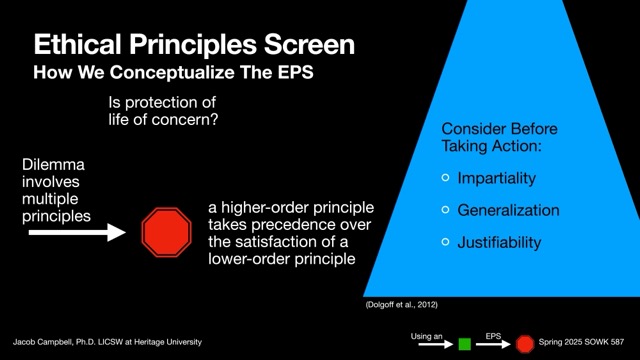 Ethical Principles Screen
How We Conceptualize The EPS
Is protection of
life of concern?
Dilemma
involves
multiple
principles
a higher-order principle
takes precedence over
the satisfaction of a
lower-order principle
Consider Before
Taking Action:
Impartiality
Generalization
Justifiability
(Dolgoff et al., 2012)
Jacob Campbell, Ph.D. LICSW at Heritage University
Using an
EPS
Spring 2025 SOWK 587